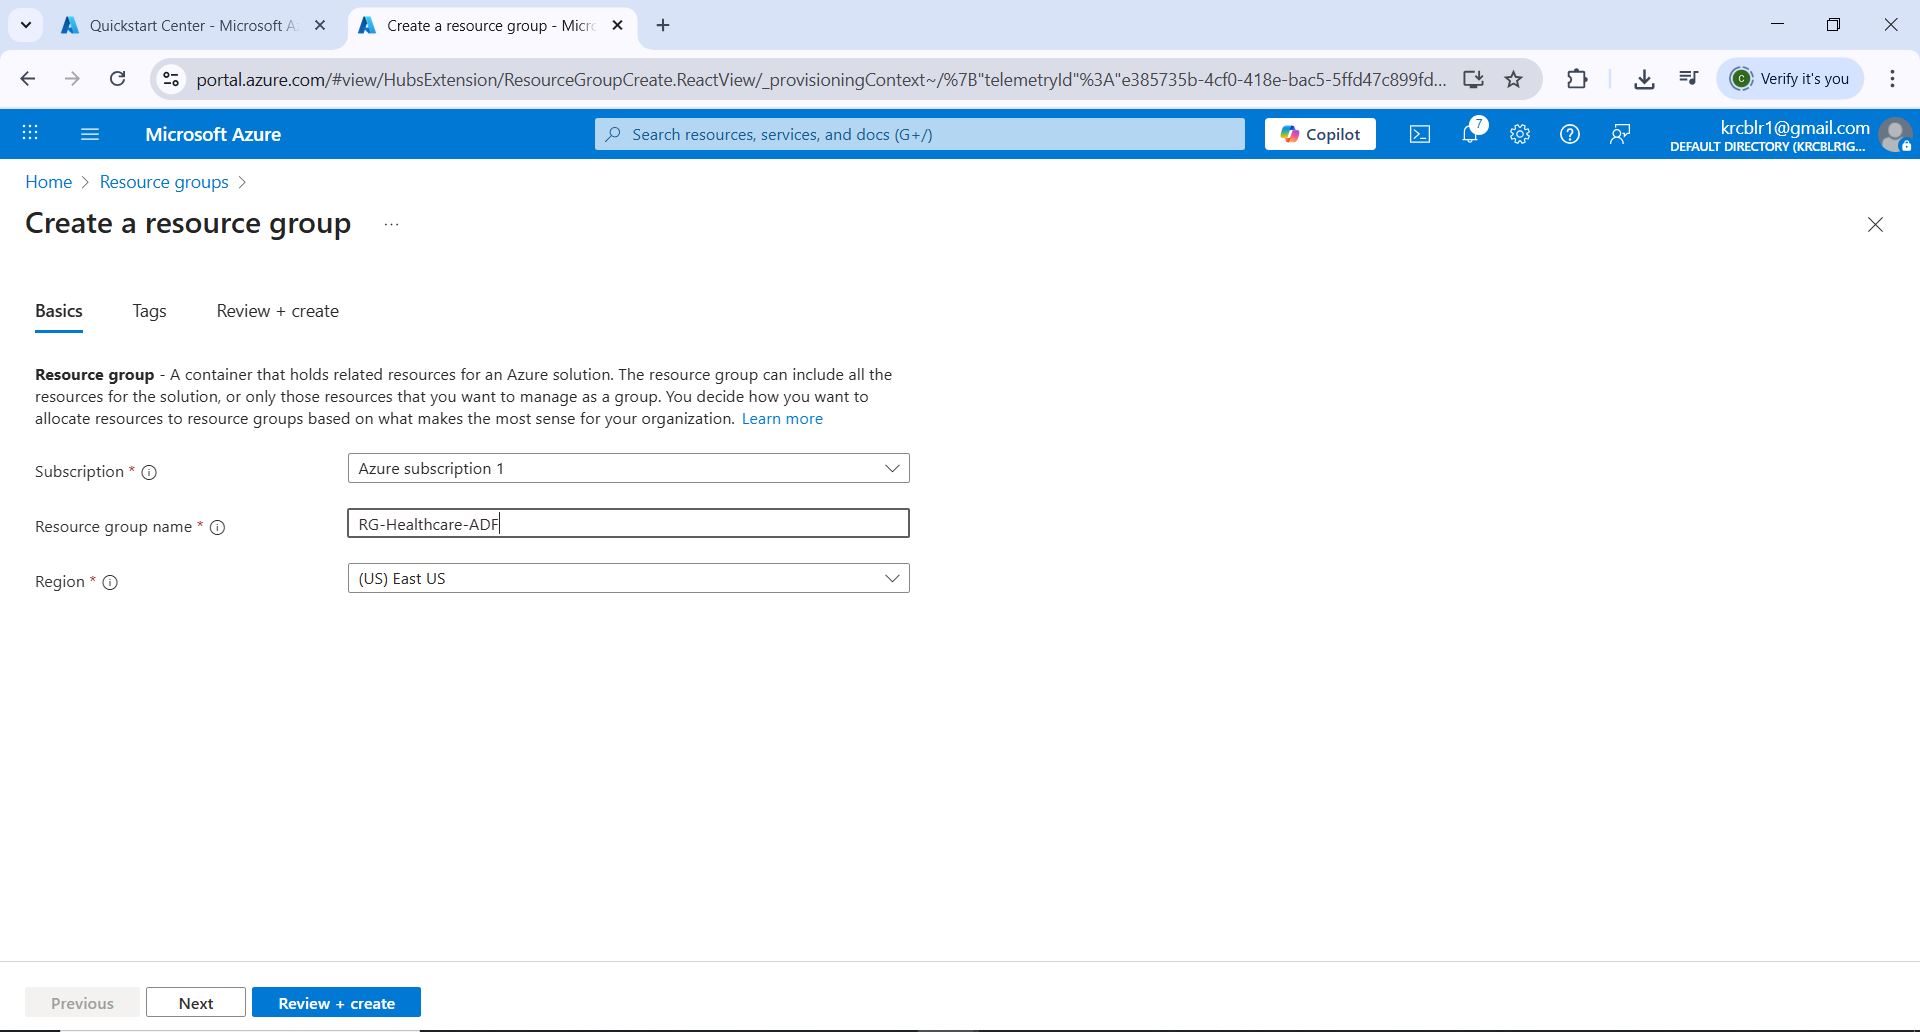 Quickstart Center - Microsoft A
Create a resource group - Micro
portal.azure.com/#view/HubsExtension/ResourceGroupCreate.ReactView/_provisioningContext~/%7B"telemetryId"%3A"e385735b-4cf0-418e-bac5-5ffd47c899fd...
Verify it's you
Microsoft Azure
Search resources, services, and docs (G+/)
Copilot
7
krcblr1@gmail.com
DEFAULT DIRECTORY (KRCBLR1G...
Home > Resource groups >
Create a resource group ...
Basics Tags Review + create
Resource group - A container that holds related resources for an Azure solution. The resource group can include all the
resources for the solution, or only those resources that you want to manage as a group. You decide how you want to
allocate resources to resource groups based on what makes the most sense for your organization. Learn more
Subscription * Azure subscription 1
Resource group name * RG-Healthcare-ADF
Region * (US) East US
Previous Next Review + create